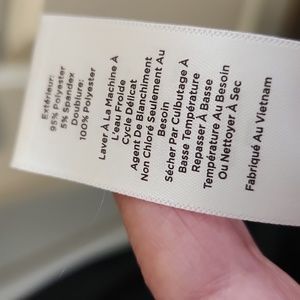 Extérieur:
95% Polyester
5% Spandex
Doublure:
100% Polyester
Laver À La Machine À
L'eau Froide
Cycle Délicat
Agent De Blanchiment
Non Chloré Seulement Au
Besoin
Sécher Par Culbutage À
Basse Température
Repasser À Basse
Température Au Besoin
Ou Nettoyer À Sec
Fabriqué Au Vietnam